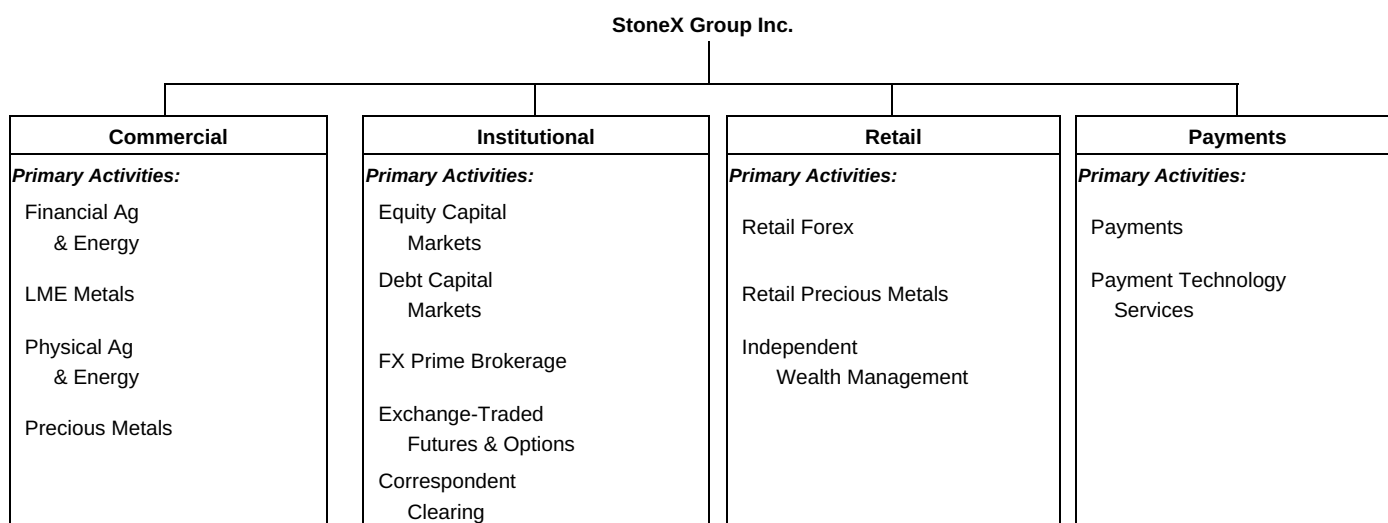 StoneX Group Inc.
Commercial
Primary Activities:
Financial Ag
& Energy
LME Metals
Physical Ag
& Energy
Precious Metals
Institutional
Primary Activities:
Equity Capital
Markets
Debt Capital
Markets
FX Prime Brokerage
Exchange-Traded
Futures & Options
Correspondent
Clearing
Retail
Primary Activities:
Retail Forex
Retail Precious Metals
Independent
Wealth Management
Payments
Primary Activities:
Payments
Payment Technology
Services